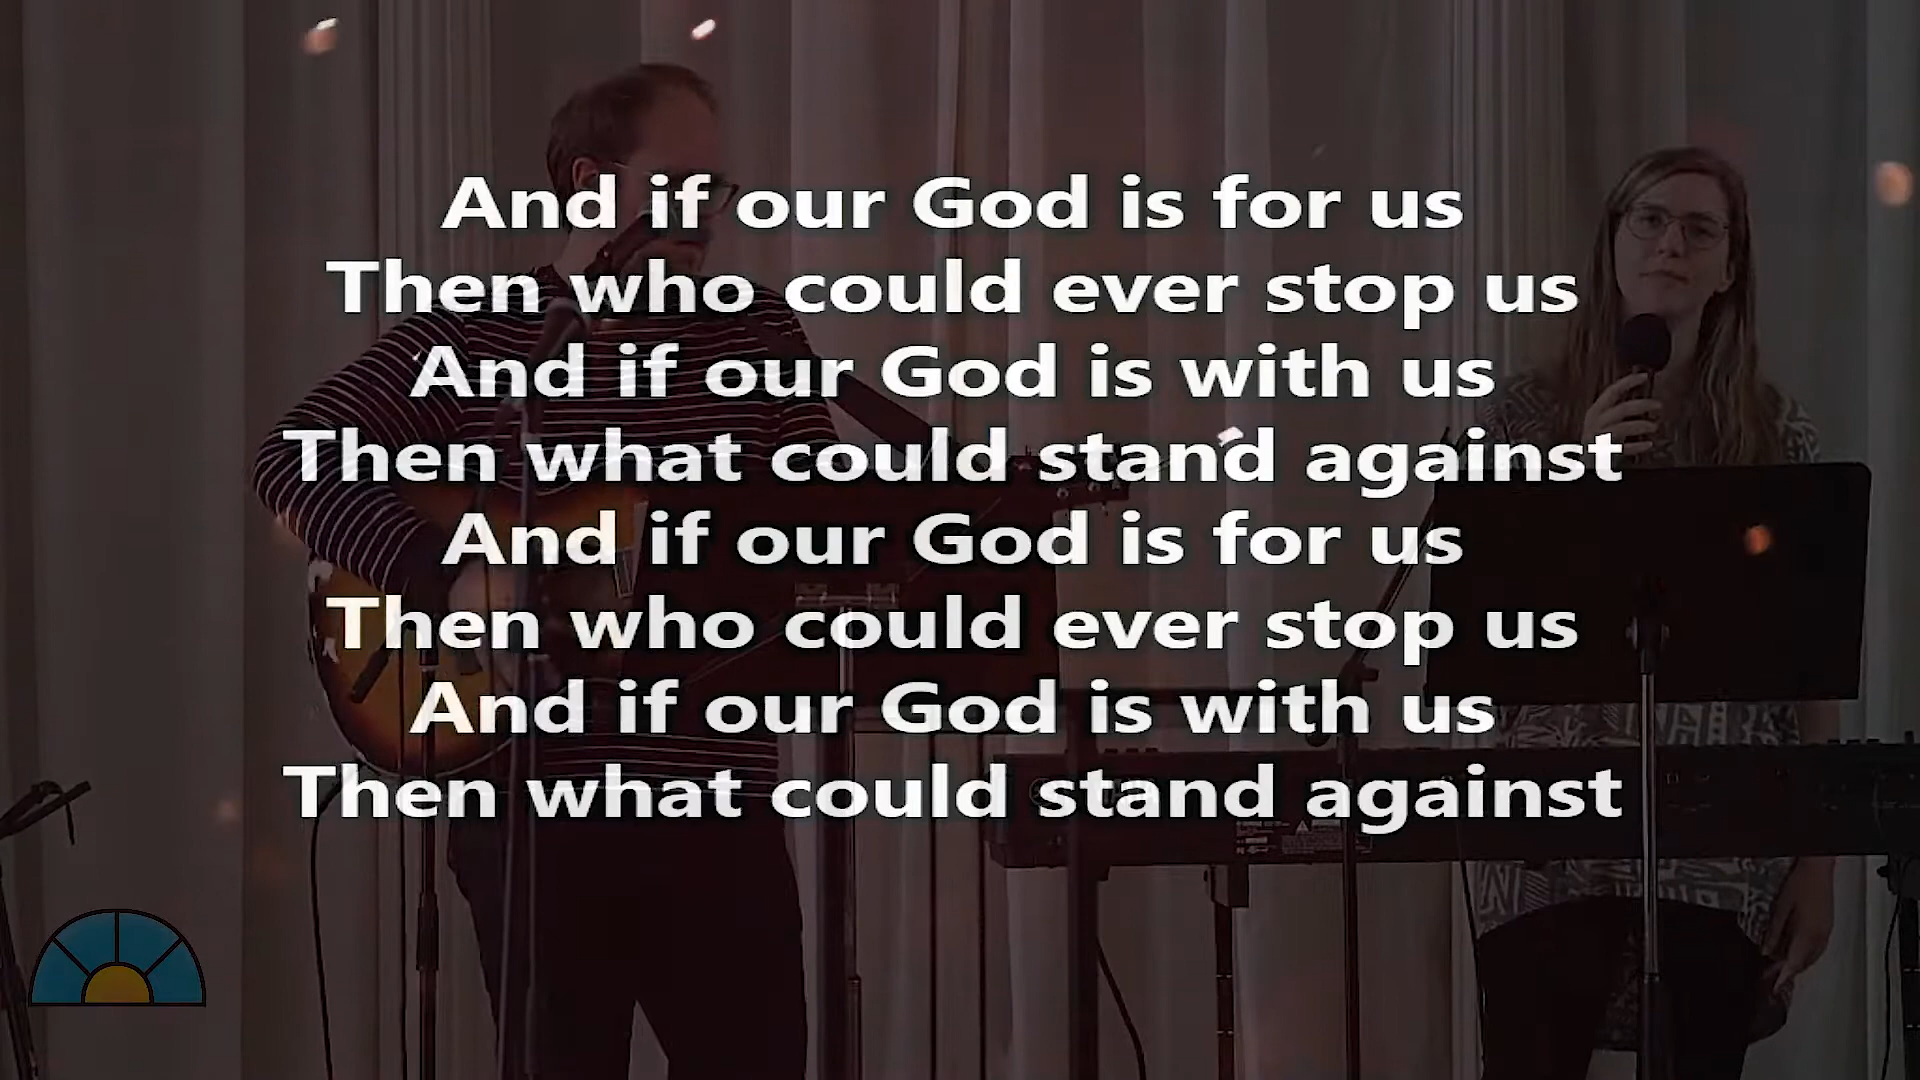 And if our God is for us
Then who could ever stop us
And if our God is with us
Then what could stand against
And if our God is for us
Then who could ever stop us
And if our God is with us
Then what could stand against